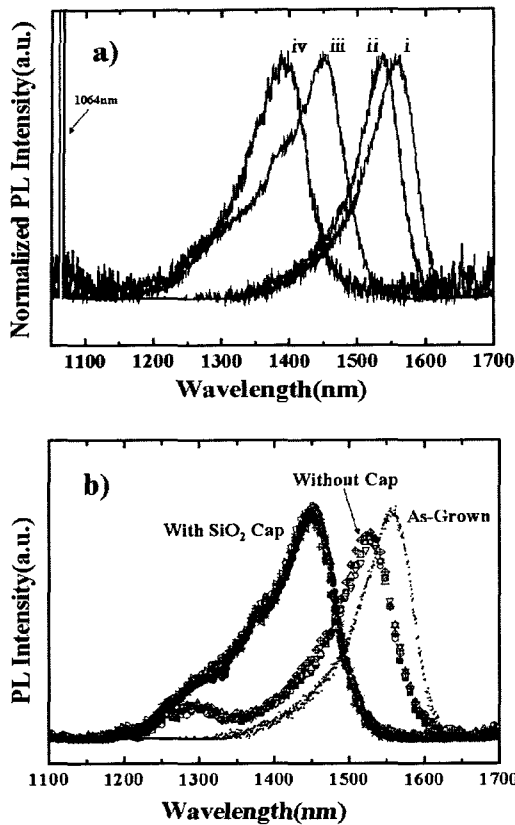 a)
iv iii ii i
1064nm
Normalized PL Intensity(a.u.)
1100 1200 1300 1400 1500 1600 1700
Wavelength(nm)
b)
Without Cap
With SiO₂ Cap
As-Grown
PL Intensity(a.u.)
1100 1200 1300 1400 1500 1600 1700
Wavelength(nm)